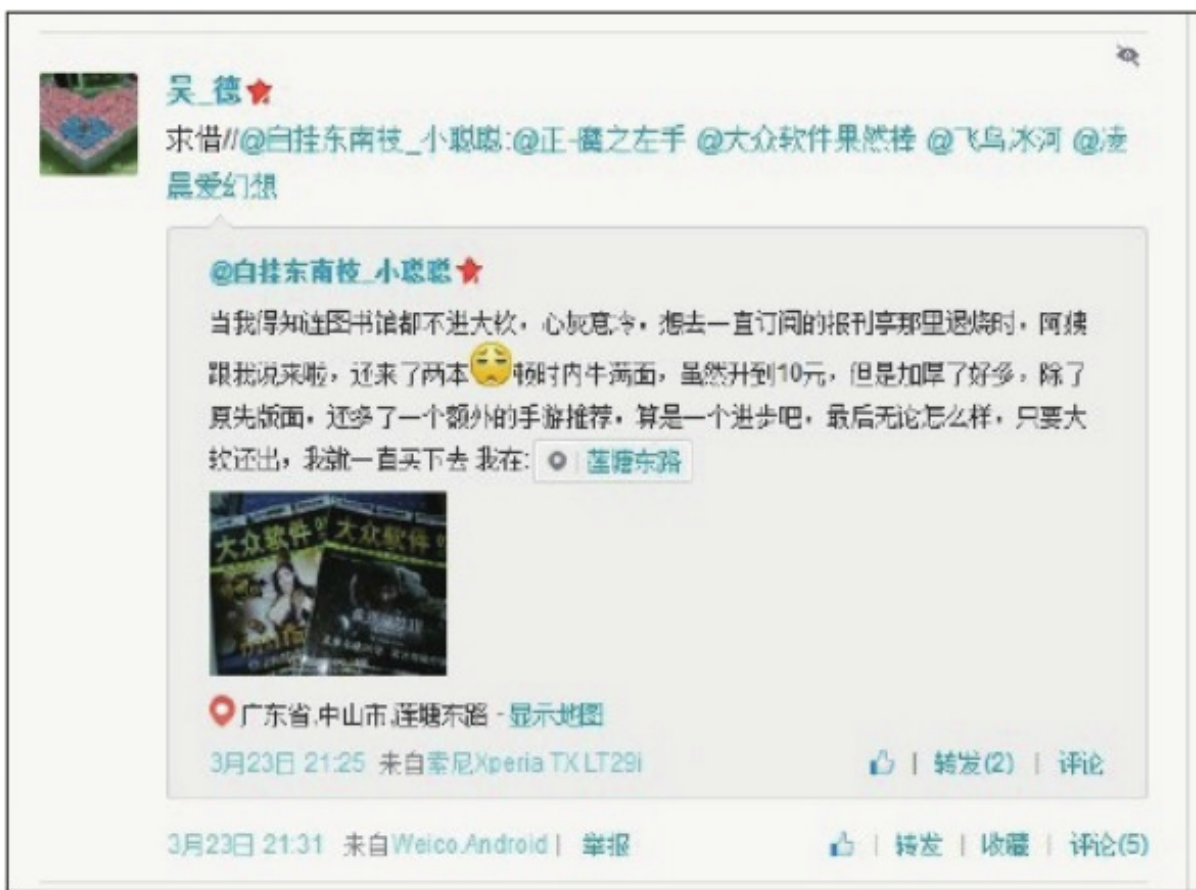 吴_德
求借//@自挂东南枝_小聪聪:@正-魔之左手 @大众软件果然棒 @飞鸟冰河 @凌
晨爱幻想
@自挂东南枝_小聪聪
当我得知连图书馆都不进大软，心灰意冷，想去一直订阅的报刊亭那里退烧时，阿姨
跟我说来啦，还来了两本 顿时内牛满面，虽然升到10元，但是加厚了好多，除了
原先版面，还多了一个额外的手游推荐，算是一个进步吧，最后无论怎么样，只要大
软还出，我就一直买下去 我在: 莲塘东路
大众软件 大众软件
广东省,中山市,莲塘东路 - 显示地图
3月23日 21:25 来自索尼Xperia TX LT29i | 转发(2) | 评论
3月23日 21:31 来自Weico.Android | 举报 | 转发 | 收藏 | 评论(5)